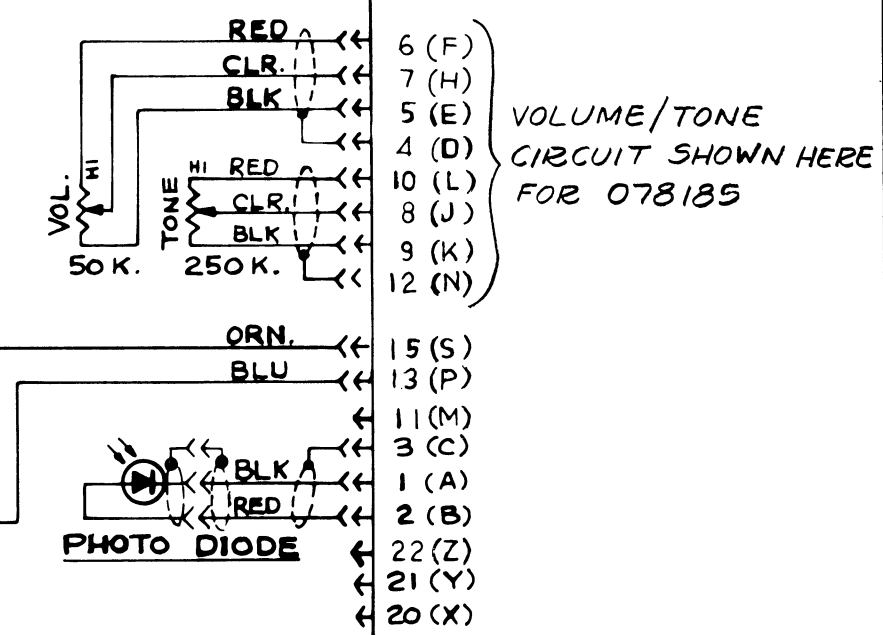 RED
6 (F)
CLR.
7 (H)
BLK
5 (E)
4 (D)
VOLUME/TONE
CIRCUIT SHOWN HERE
FOR 078185
HI
VOL.
50 K.
HI
TONE
250 K.
RED
10 (L)
CLR.
8 (J)
BLK
9 (K)
12 (N)
ORN.
15 (S)
BLU
13 (P)
11 (M)
3 (C)
BLK
1 (A)
RED
2 (B)
PHOTO DIODE
22 (Z)
21 (Y)
20 (X)